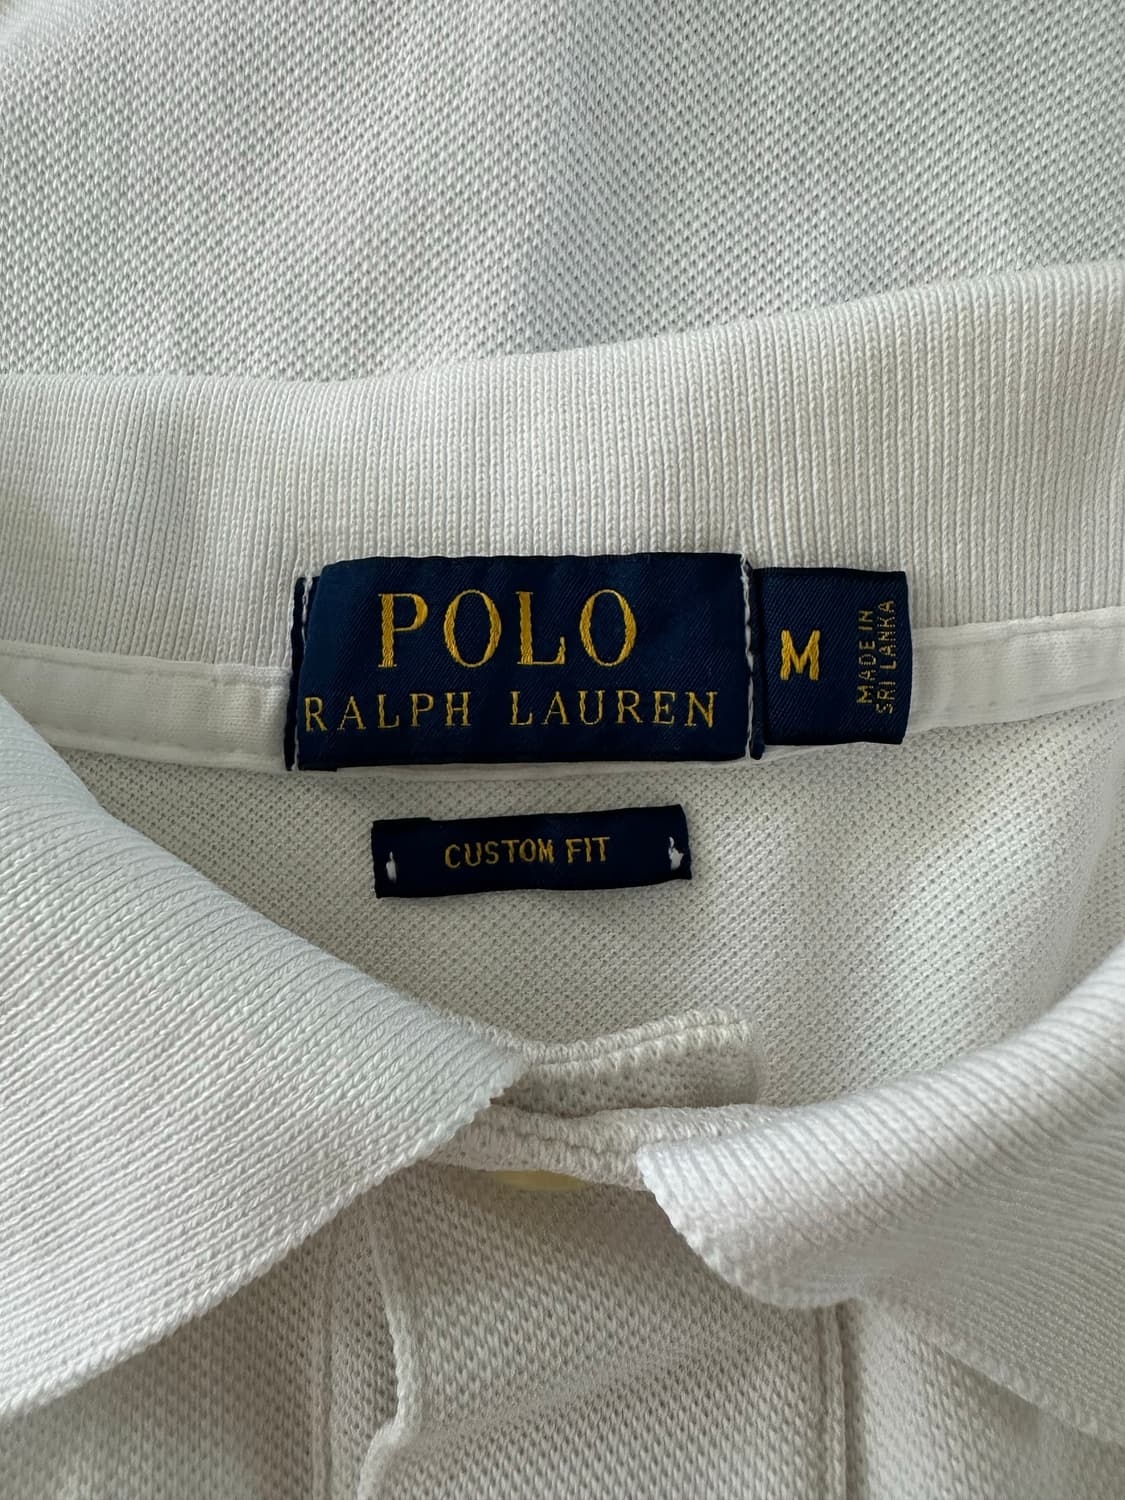 POLO
RALPH LAUREN
M
MADE IN
SRI LANKA
CUSTOM FIT